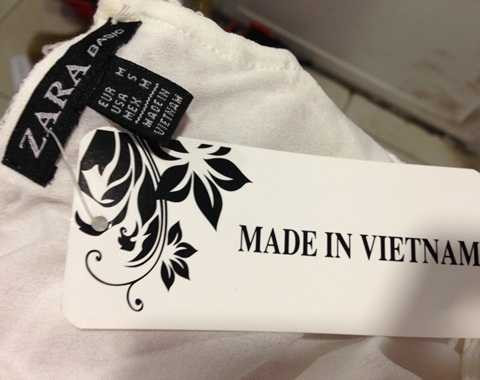 ZARA BASIC
EUR M
USA S
MEX M
MADE IN
VIETNAM
MADE IN VIETNAM